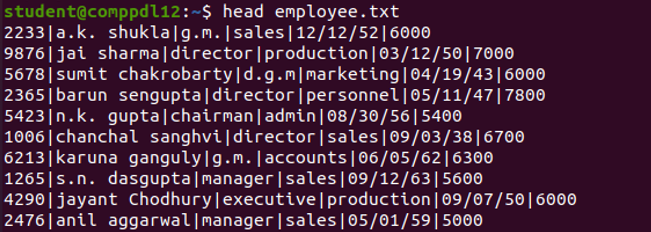 student@comppdl12:~$ head employee.txt
2233|a.k. shukla|g.m.|sales|12/12/52|6000
9876|jai sharma|director|production|03/12/50|7000
5678|sumit chakrobarty|d.g.m|marketing|04/19/43|6000
2365|barun sengupta|director|personnel|05/11/47|7800
5423|n.k. gupta|chairman|admin|08/30/56|5400
1006|chanchal sanghvi|director|sales|09/03/38|6700
6213|karuna ganguly|g.m.|accounts|06/05/62|6300
1265|s.n. dasgupta|manager|sales|09/12/63|5600
4290|jayant Chodhury|executive|production|09/07/50|6000
2476|anil aggarwal|manager|sales|05/01/59|5000